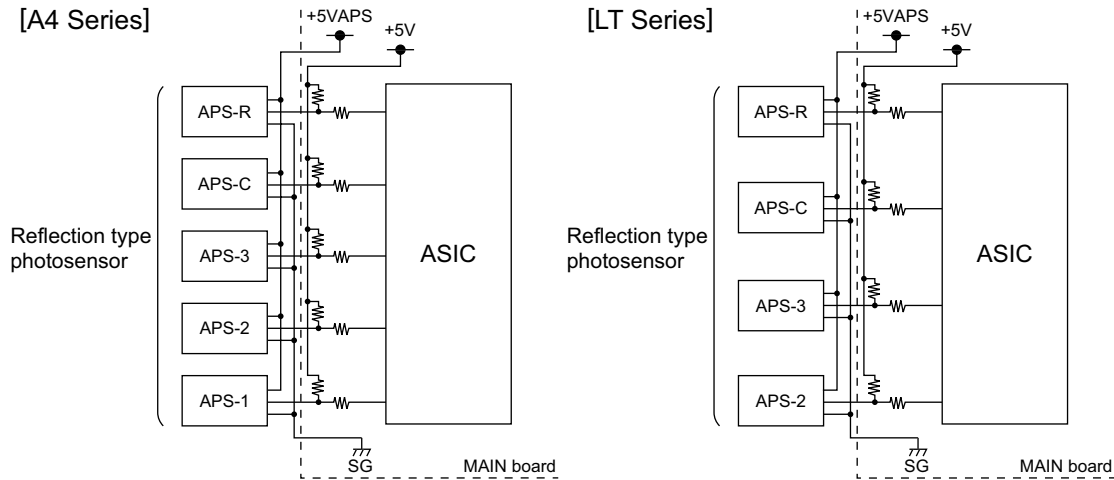 [A4 Series]
+5VAPS
+5V
APS-R
APS-C
APS-3
APS-2
APS-1
Reflection type
photosensor
ASIC
SG
MAIN board
[LT Series]
+5VAPS
+5V
APS-R
APS-C
APS-3
APS-2
Reflection type
photosensor
ASIC
SG
MAIN board